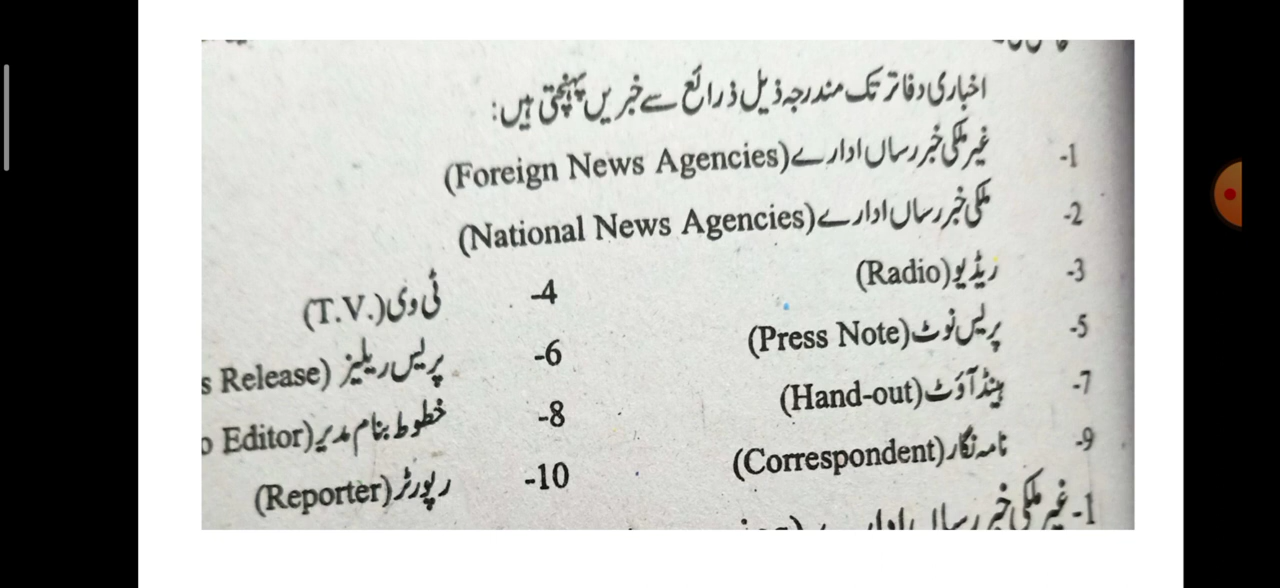 اخباری دفاتر تک مندرجہ ذیل ذرائع سے خبریں پہنچتی ہیں:
-1 غیر ملکی خبر رساں ادارے (Foreign News Agencies)
-2 ملکی خبر رساں ادارے (National News Agencies)
-3 ریڈیو (Radio) -4 ٹی وی (T.V.)
-5 پریس نوٹ (Press Note) -6 پریس ریلیز (s Release)
-7 ہینڈ آؤٹ (Hand-out) -8 خطوط بنام مدیر (o Editor)
-9 نامہ نگار (Correspondent) -10 رپورٹر (Reporter)
-1 غیر ملکی خبر رساں ادارے